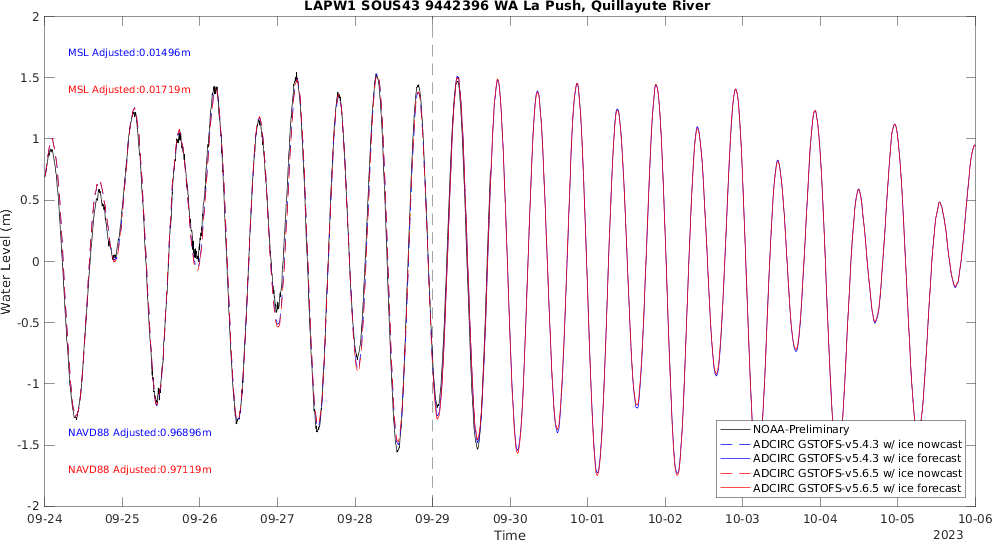 LAPW1 SOUS43 9442396 WA La Push, Quillayute River
2
1.5
1
0.5
0
-0.5
-1
-1.5
-2
Water Level (m)
MSL Adjusted:0.01496m
MSL Adjusted:0.01719m
NAVD88 Adjusted:0.96896m
NAVD88 Adjusted:0.97119m
NOAA-Preliminary
ADCIRC GSTOFS-v5.4.3 w/ ice nowcast
ADCIRC GSTOFS-v5.4.3 w/ ice forecast
ADCIRC GSTOFS-v5.6.5 w/ ice nowcast
ADCIRC GSTOFS-v5.6.5 w/ ice forecast
09-24 09-25 09-26 09-27 09-28 09-29 09-30 10-01 10-02 10-03 10-04 10-05 10-06
Time
2023